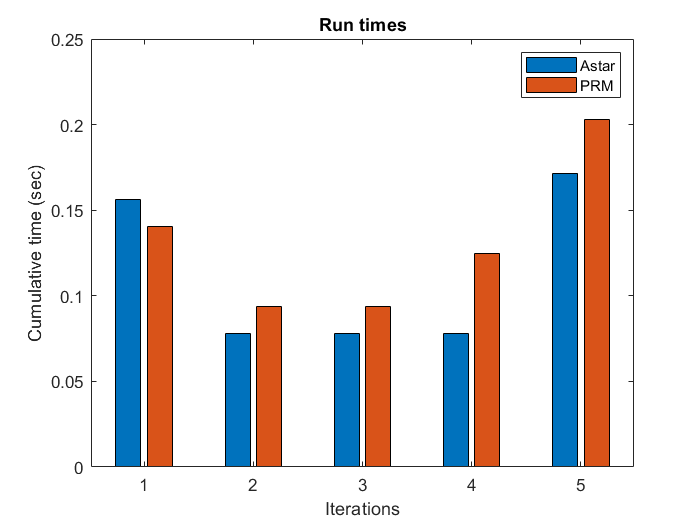 Run times
0.25
0.2
0.15
0.1
0.05
0
Cumulative time (sec)
Astar
PRM
1 2 3 4 5
Iterations